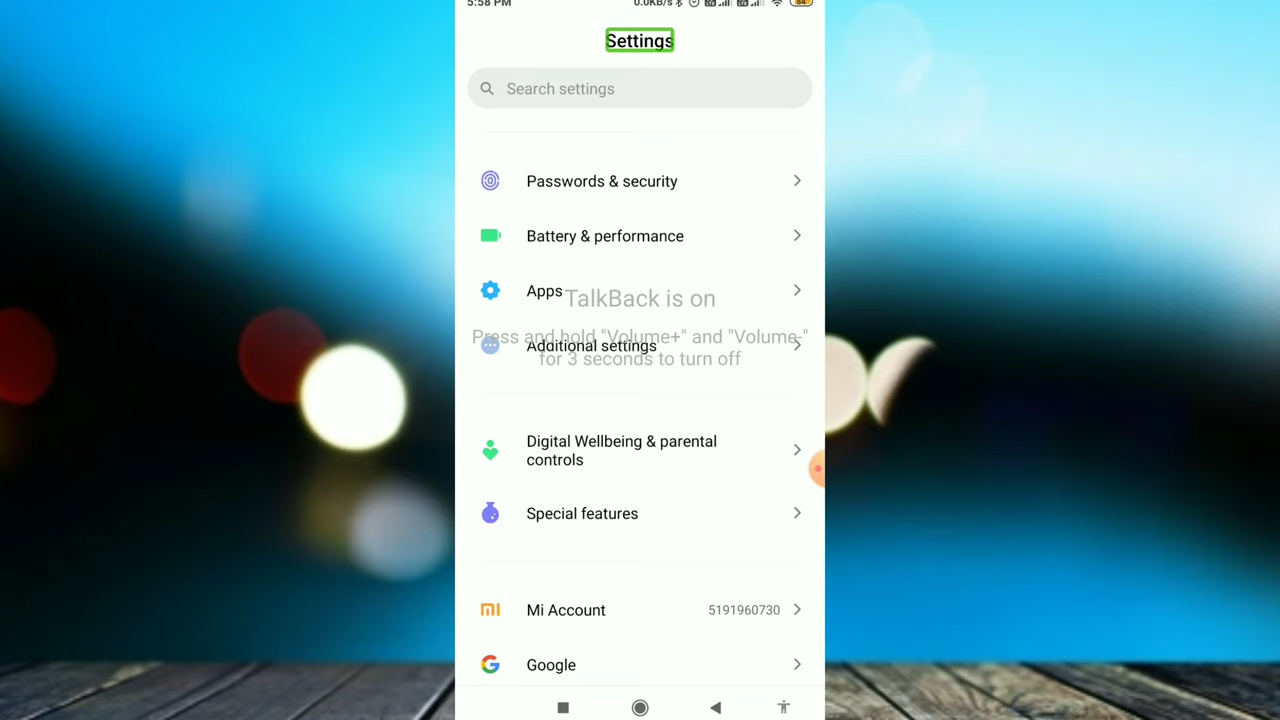 5:58 PM 0.0KB/s 84
Settings
Search settings
Passwords & security
Battery & performance
Apps
TalkBack is on
Press and hold "Volume+" and "Volume-"
Additional settings
for 3 seconds to turn off
Digital Wellbeing & parental
controls
Special features
Mi Account 5191960730
Google